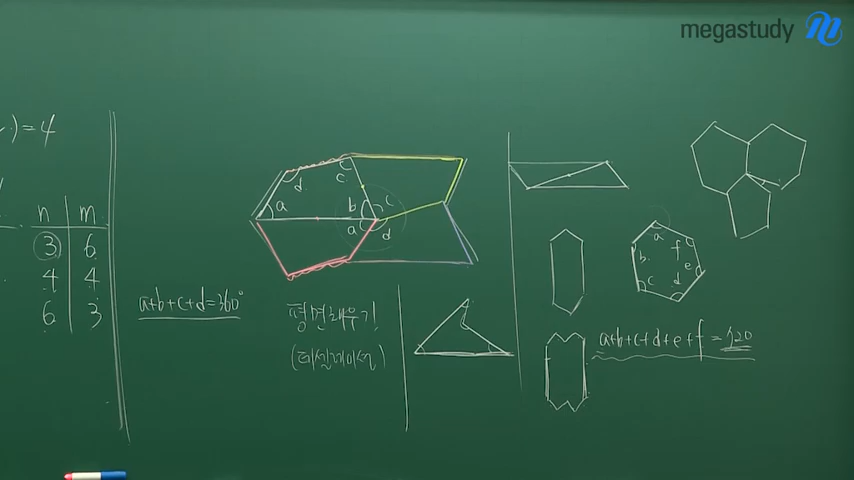 megastudy
) = 4
n m
3 6
4 4
6 3
a+b+c+d=360°
평면채우기
(테셀레이션)
d
a
c
b c
a d
a
b f
c d e
a+b+c+d+e+f = 720